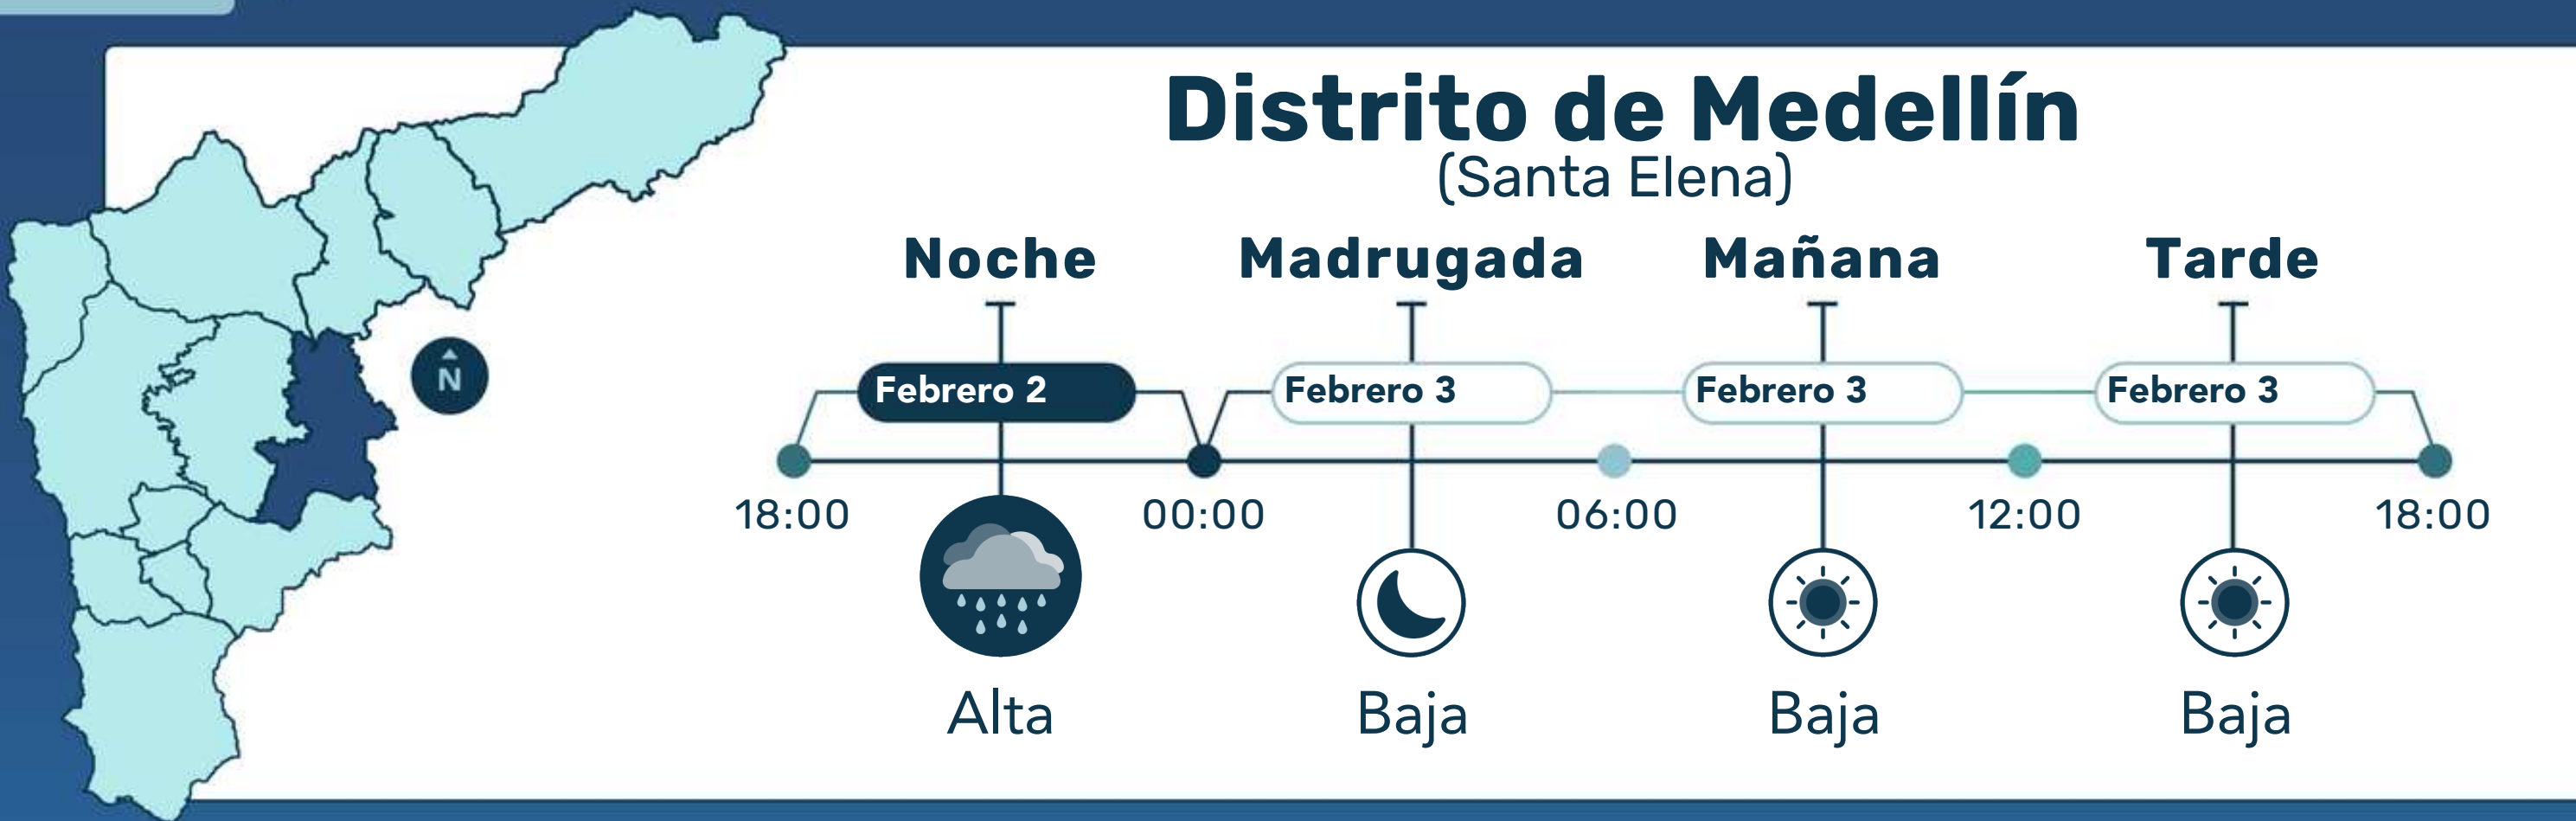 Distrito de Medellín
(Santa Elena)
Noche Madrugada Mañana Tarde
N
Febrero 2 Febrero 3 Febrero 3 Febrero 3
18:00 00:00 06:00 12:00 18:00
Alta Baja Baja Baja